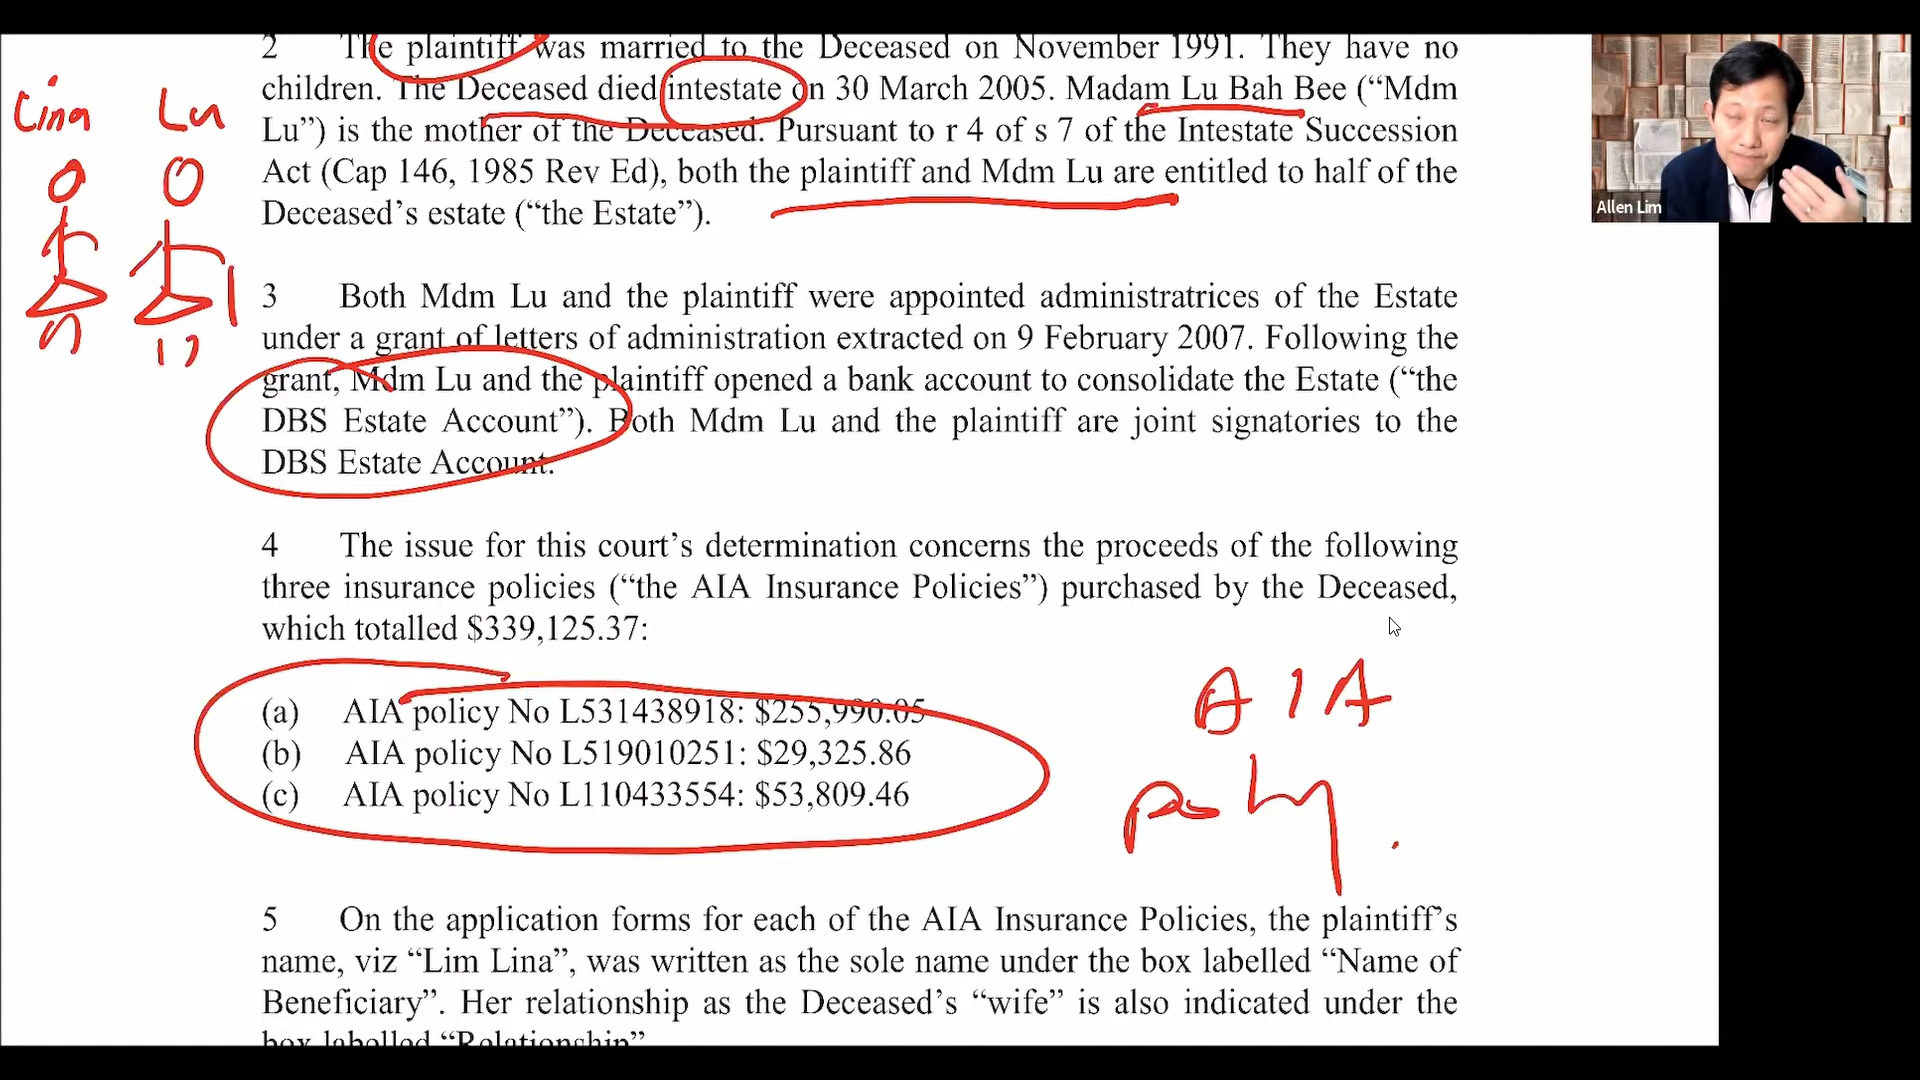 2 The plaintiff was married to the Deceased on November 1991. They have no
children. The Deceased died intestate on 30 March 2005. Madam Lu Bah Bee (“Mdm
Lu”) is the mother of the Deceased. Pursuant to r 4 of s 7 of the Intestate Succession
Act (Cap 146, 1985 Rev Ed), both the plaintiff and Mdm Lu are entitled to half of the
Deceased’s estate (“the Estate”).
Lina Lu
Allen Lim
3 Both Mdm Lu and the plaintiff were appointed administratrices of the Estate
under a grant of letters of administration extracted on 9 February 2007. Following the
grant, Mdm Lu and the plaintiff opened a bank account to consolidate the Estate (“the
DBS Estate Account”). Both Mdm Lu and the plaintiff are joint signatories to the
DBS Estate Account.
4 The issue for this court’s determination concerns the proceeds of the following
three insurance policies (“the AIA Insurance Policies”) purchased by the Deceased,
which totalled $339,125.37:
(a) AIA policy No L531438918: $255,990.05
(b) AIA policy No L519010251: $29,325.86
(c) AIA policy No L110433554: $53,809.46
AIA
5 On the application forms for each of the AIA Insurance Policies, the plaintiff’s
name, viz “Lim Lina”, was written as the sole name under the box labelled “Name of
Beneficiary”. Her relationship as the Deceased’s “wife” is also indicated under the
box labelled “Relationship”